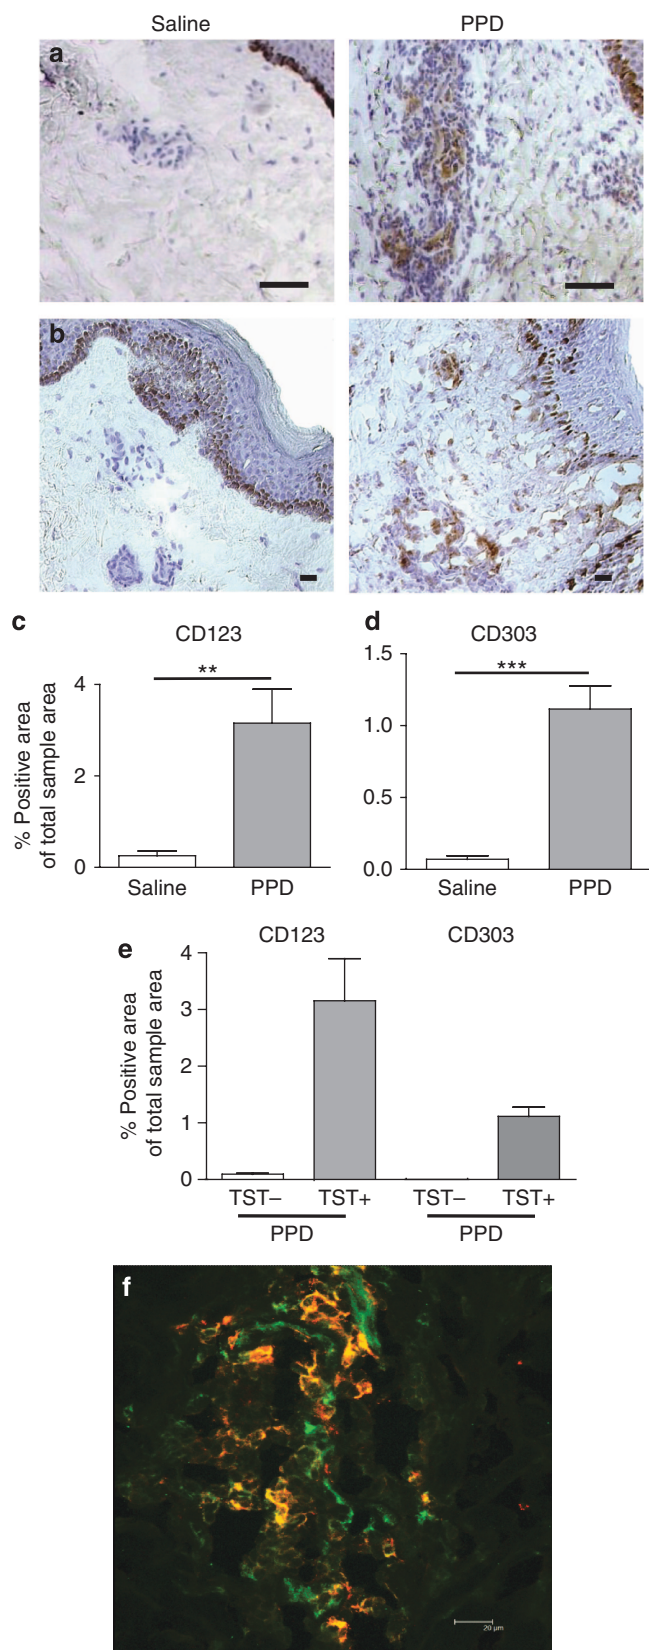 Saline PPD
a
b
c d
CD123 CD303
% Positive area
of total sample area
**
4
2
0
Saline PPD
***
1.5
1.0
0.5
0.0
Saline PPD
e
CD123 CD303
% Positive area
of total sample area
4
3
2
1
0
TST– TST+ TST– TST+
PPD PPD
f
20 µm